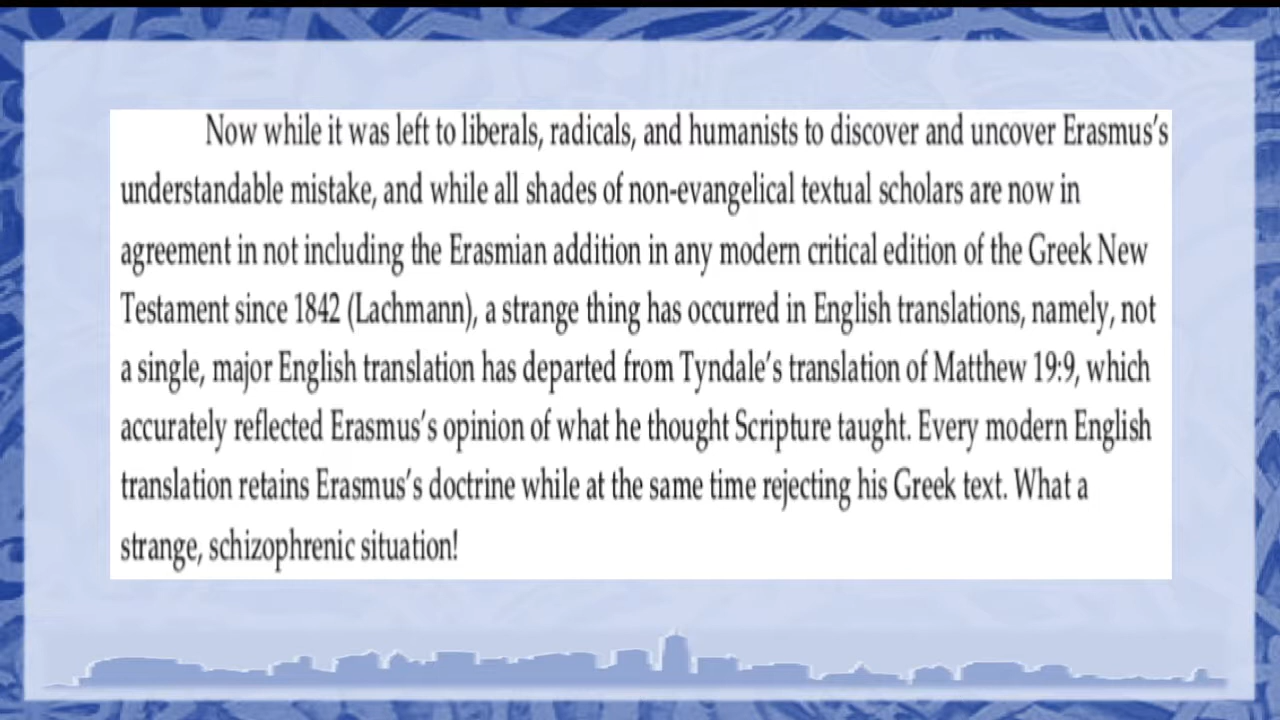 Now while it was left to liberals, radicals, and humanists to discover and uncover Erasmus's
understandable mistake, and while all shades of non-evangelical textual scholars are now in
agreement in not including the Erasmian addition in any modern critical edition of the Greek New
Testament since 1842 (Lachmann), a strange thing has occurred in English translations, namely, not
a single, major English translation has departed from Tyndale's translation of Matthew 19:9, which
accurately reflected Erasmus's opinion of what he thought Scripture taught. Every modern English
translation retains Erasmus's doctrine while at the same time rejecting his Greek text. What a
strange, schizophrenic situation!